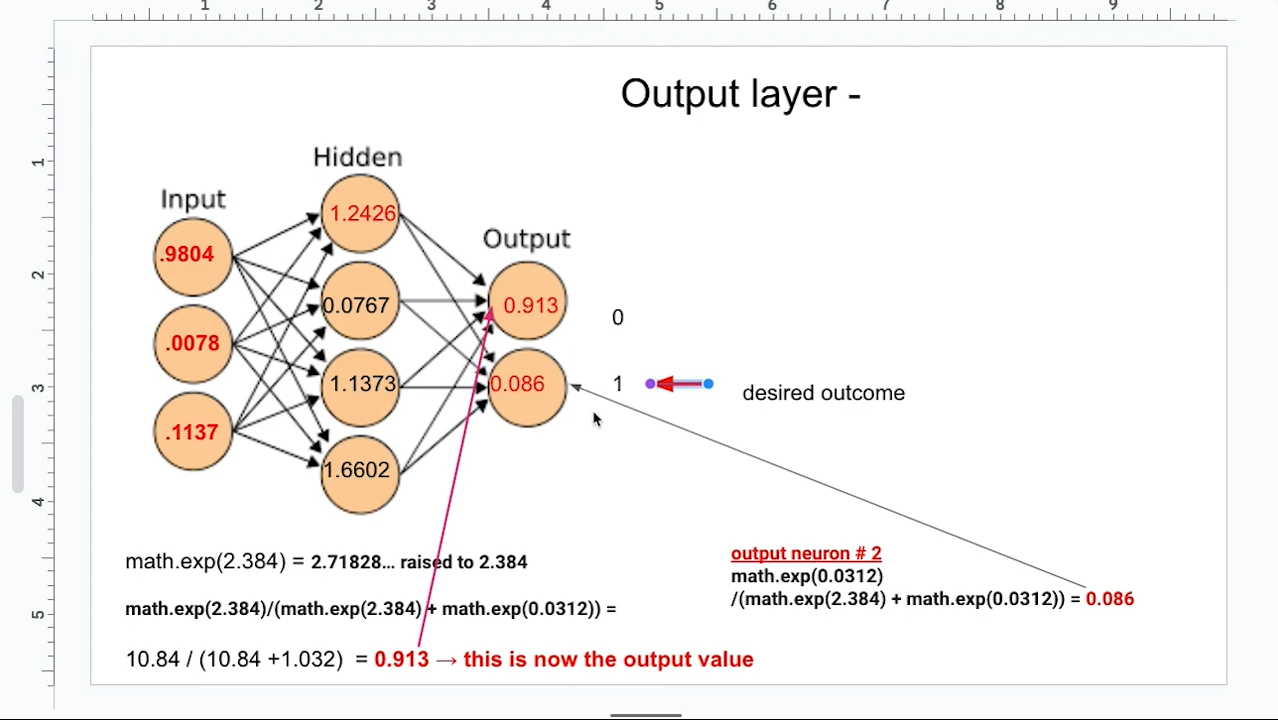 1 2 3 4 5 6 7 8 9
Output layer -
Hidden
Input
1.2426
Output
.9804
0.0767
0.913
0
.0078
1.1373
0.086
1
desired outcome
.1137
1.6602
math.exp(2.384) = 2.71828... raised to 2.384
math.exp(2.384)/(math.exp(2.384) + math.exp(0.0312)) =
10.84 / (10.84 +1.032) = 0.913 → this is now the output value
output neuron # 2
math.exp(0.0312)
/(math.exp(2.384) + math.exp(0.0312)) = 0.086
1
2
3
4
5